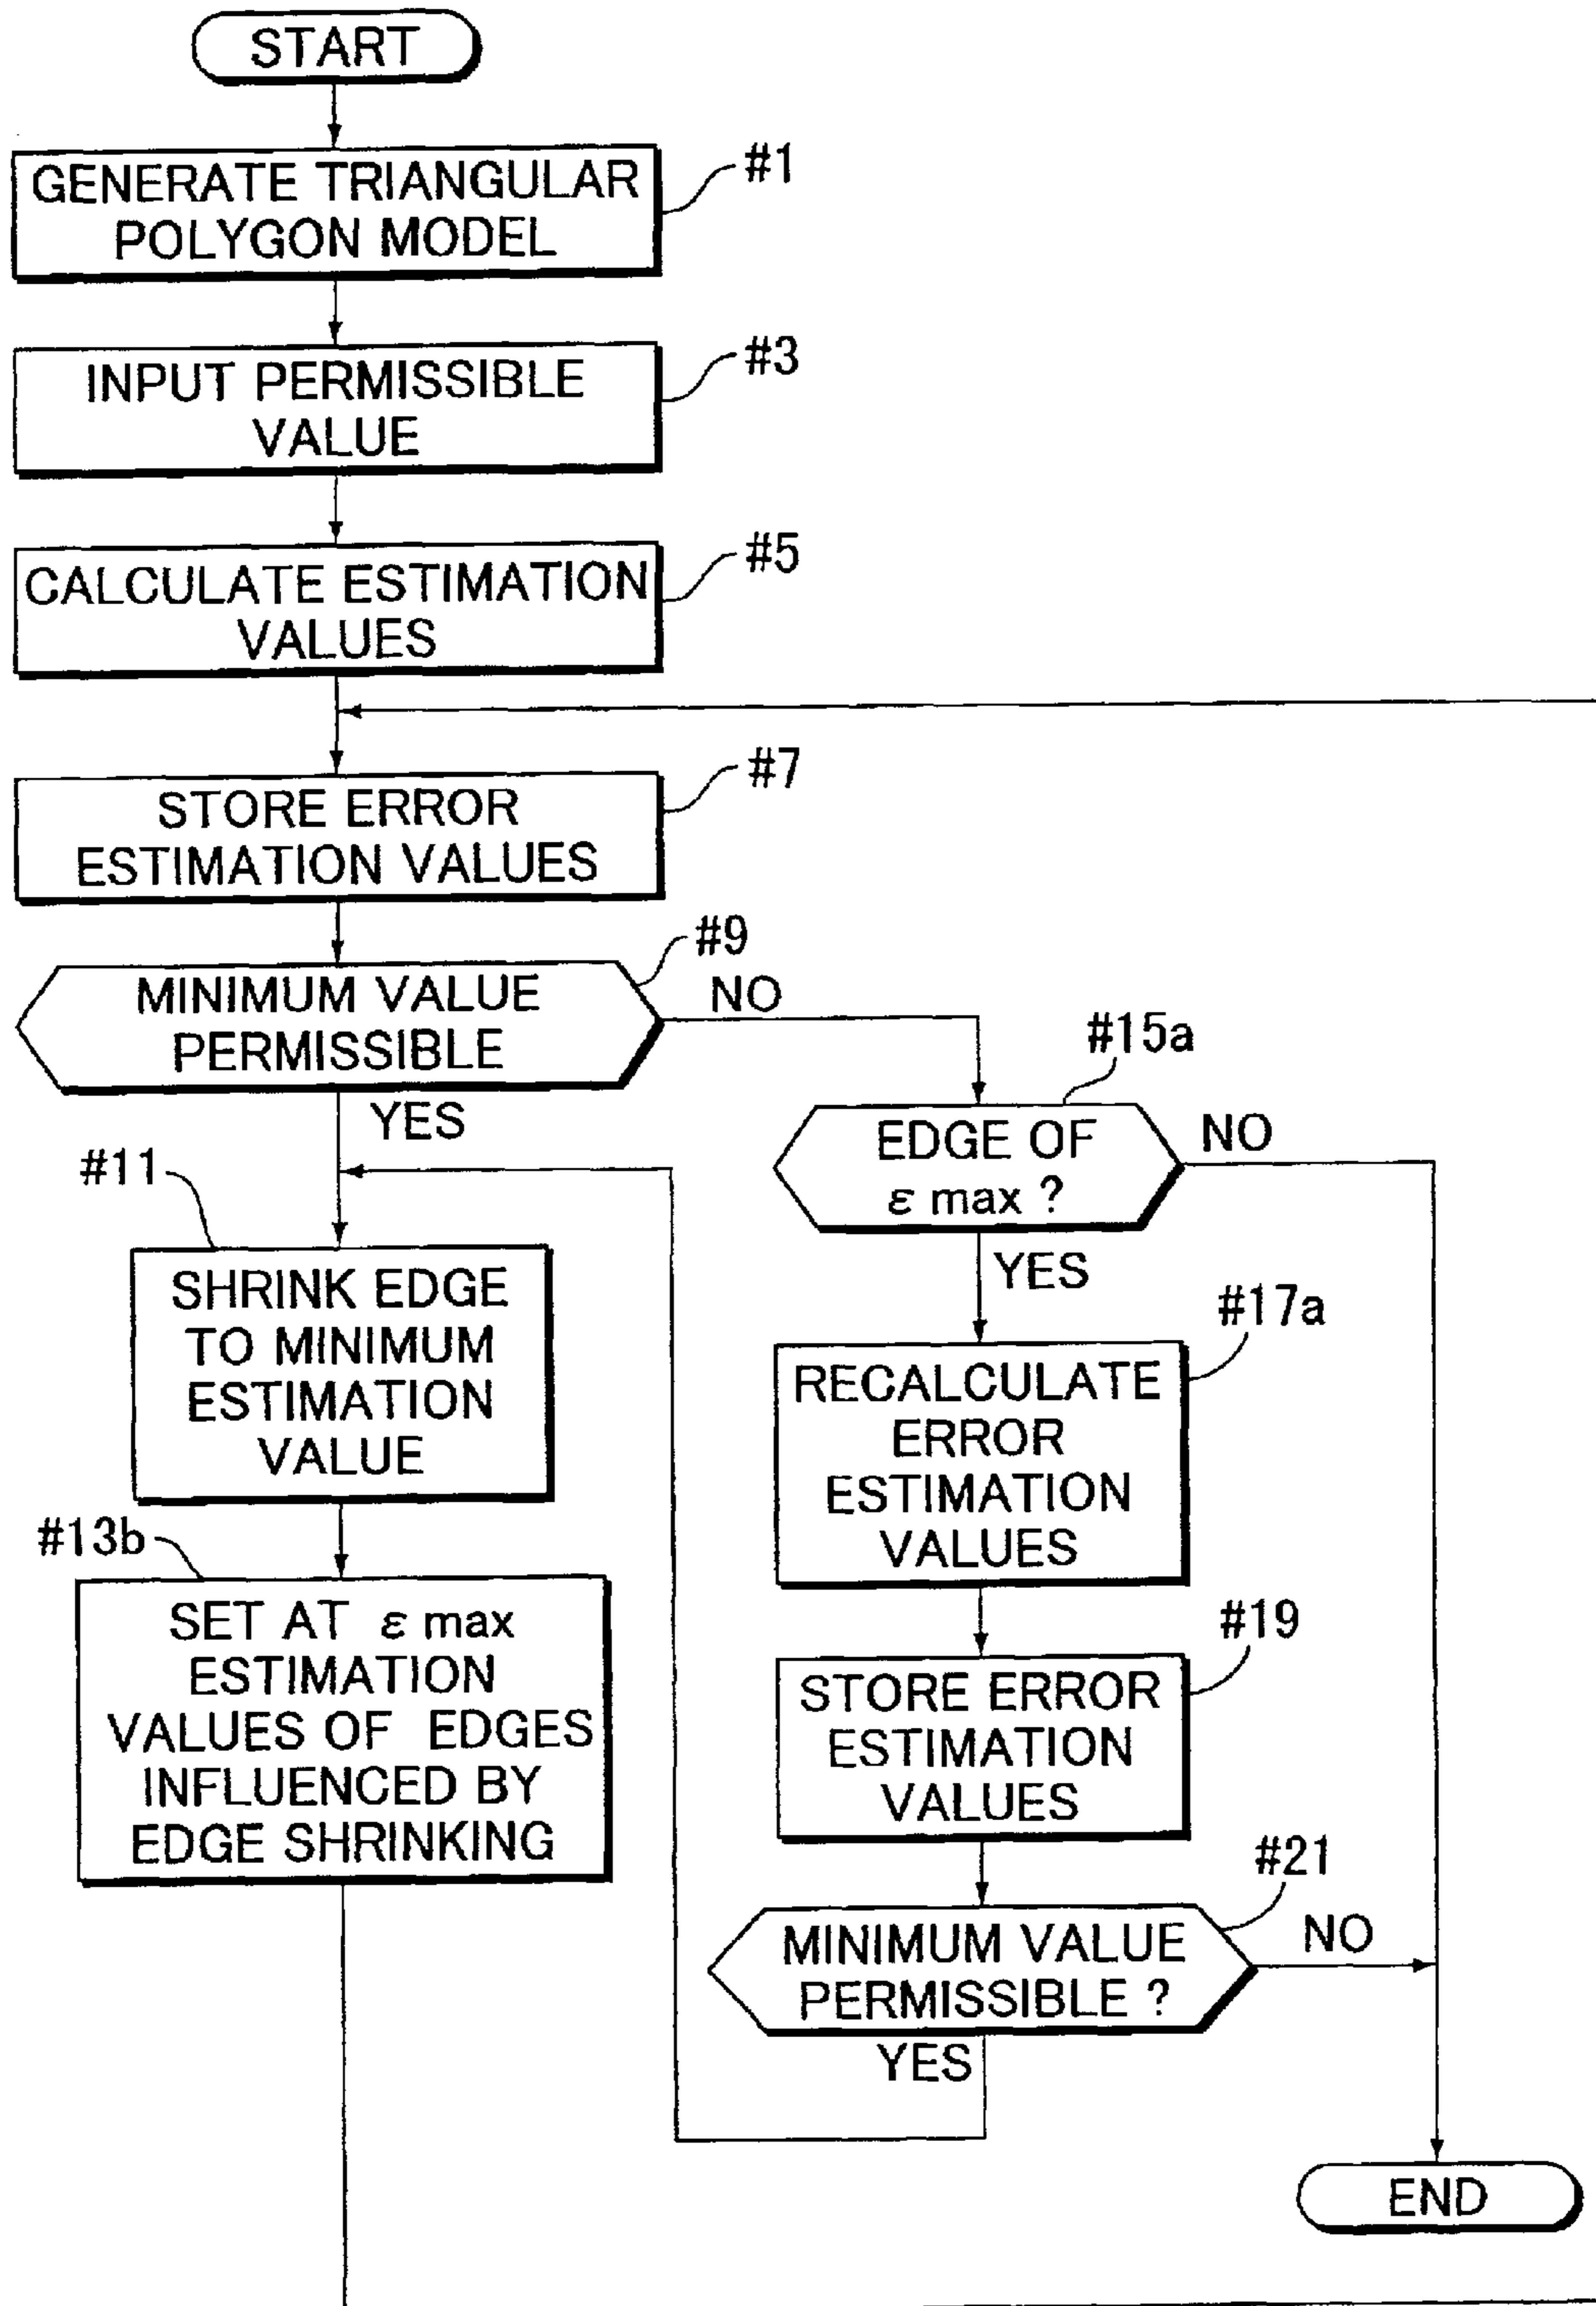 START
GENERATE TRIANGULAR
POLYGON MODEL
#1
INPUT PERMISSIBLE
VALUE
#3
CALCULATE ESTIMATION
VALUES
#5
STORE ERROR
ESTIMATION VALUES
#7
MINIMUM VALUE
PERMISSIBLE
#9
NO
YES
#11
SHRINK EDGE
TO MINIMUM
ESTIMATION
VALUE
#13b
SET AT ε max
ESTIMATION
VALUES OF EDGES
INFLUENCED BY
EDGE SHRINKING
#15a
EDGE OF
ε max ?
NO
YES
#17a
RECALCULATE
ERROR
ESTIMATION
VALUES
#19
STORE ERROR
ESTIMATION
VALUES
#21
MINIMUM VALUE
PERMISSIBLE ?
NO
YES
END